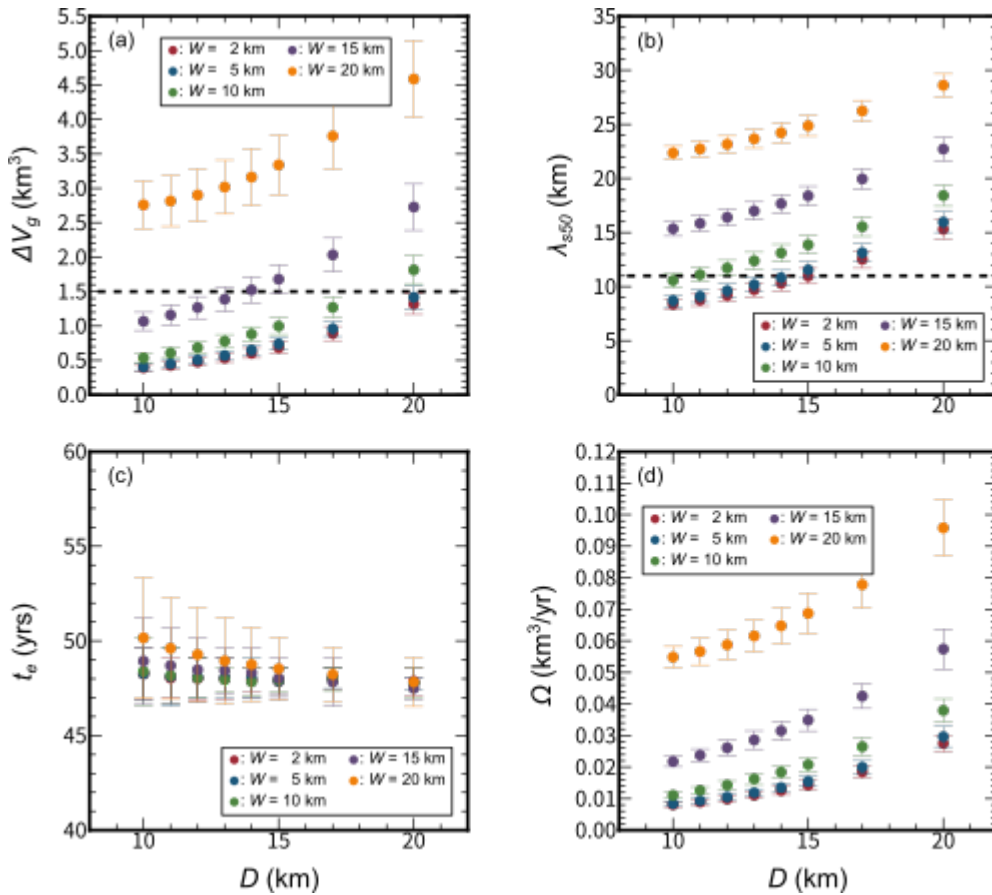 5.5
5.0
4.5
4.0
3.5
3.0
2.5
2.0
1.5
1.0
0.5
0.0
ΔV_g (km³)
(a)
: W = 2 km : W = 15 km
: W = 5 km : W = 20 km
: W = 10 km
10 15 20
35
30
25
20
15
10
5
0
λ_s50 (km)
(b)
: W = 2 km : W = 15 km
: W = 5 km : W = 20 km
: W = 10 km
10 15 20
60
55
50
45
40
t_e (yrs)
(c)
: W = 2 km : W = 15 km
: W = 5 km : W = 20 km
: W = 10 km
10 15 20
D (km)
0.12
0.11
0.10
0.09
0.08
0.07
0.06
0.05
0.04
0.03
0.02
0.01
0.00
Ω (km³/yr)
(d)
: W = 2 km : W = 15 km
: W = 5 km : W = 20 km
: W = 10 km
10 15 20
D (km)